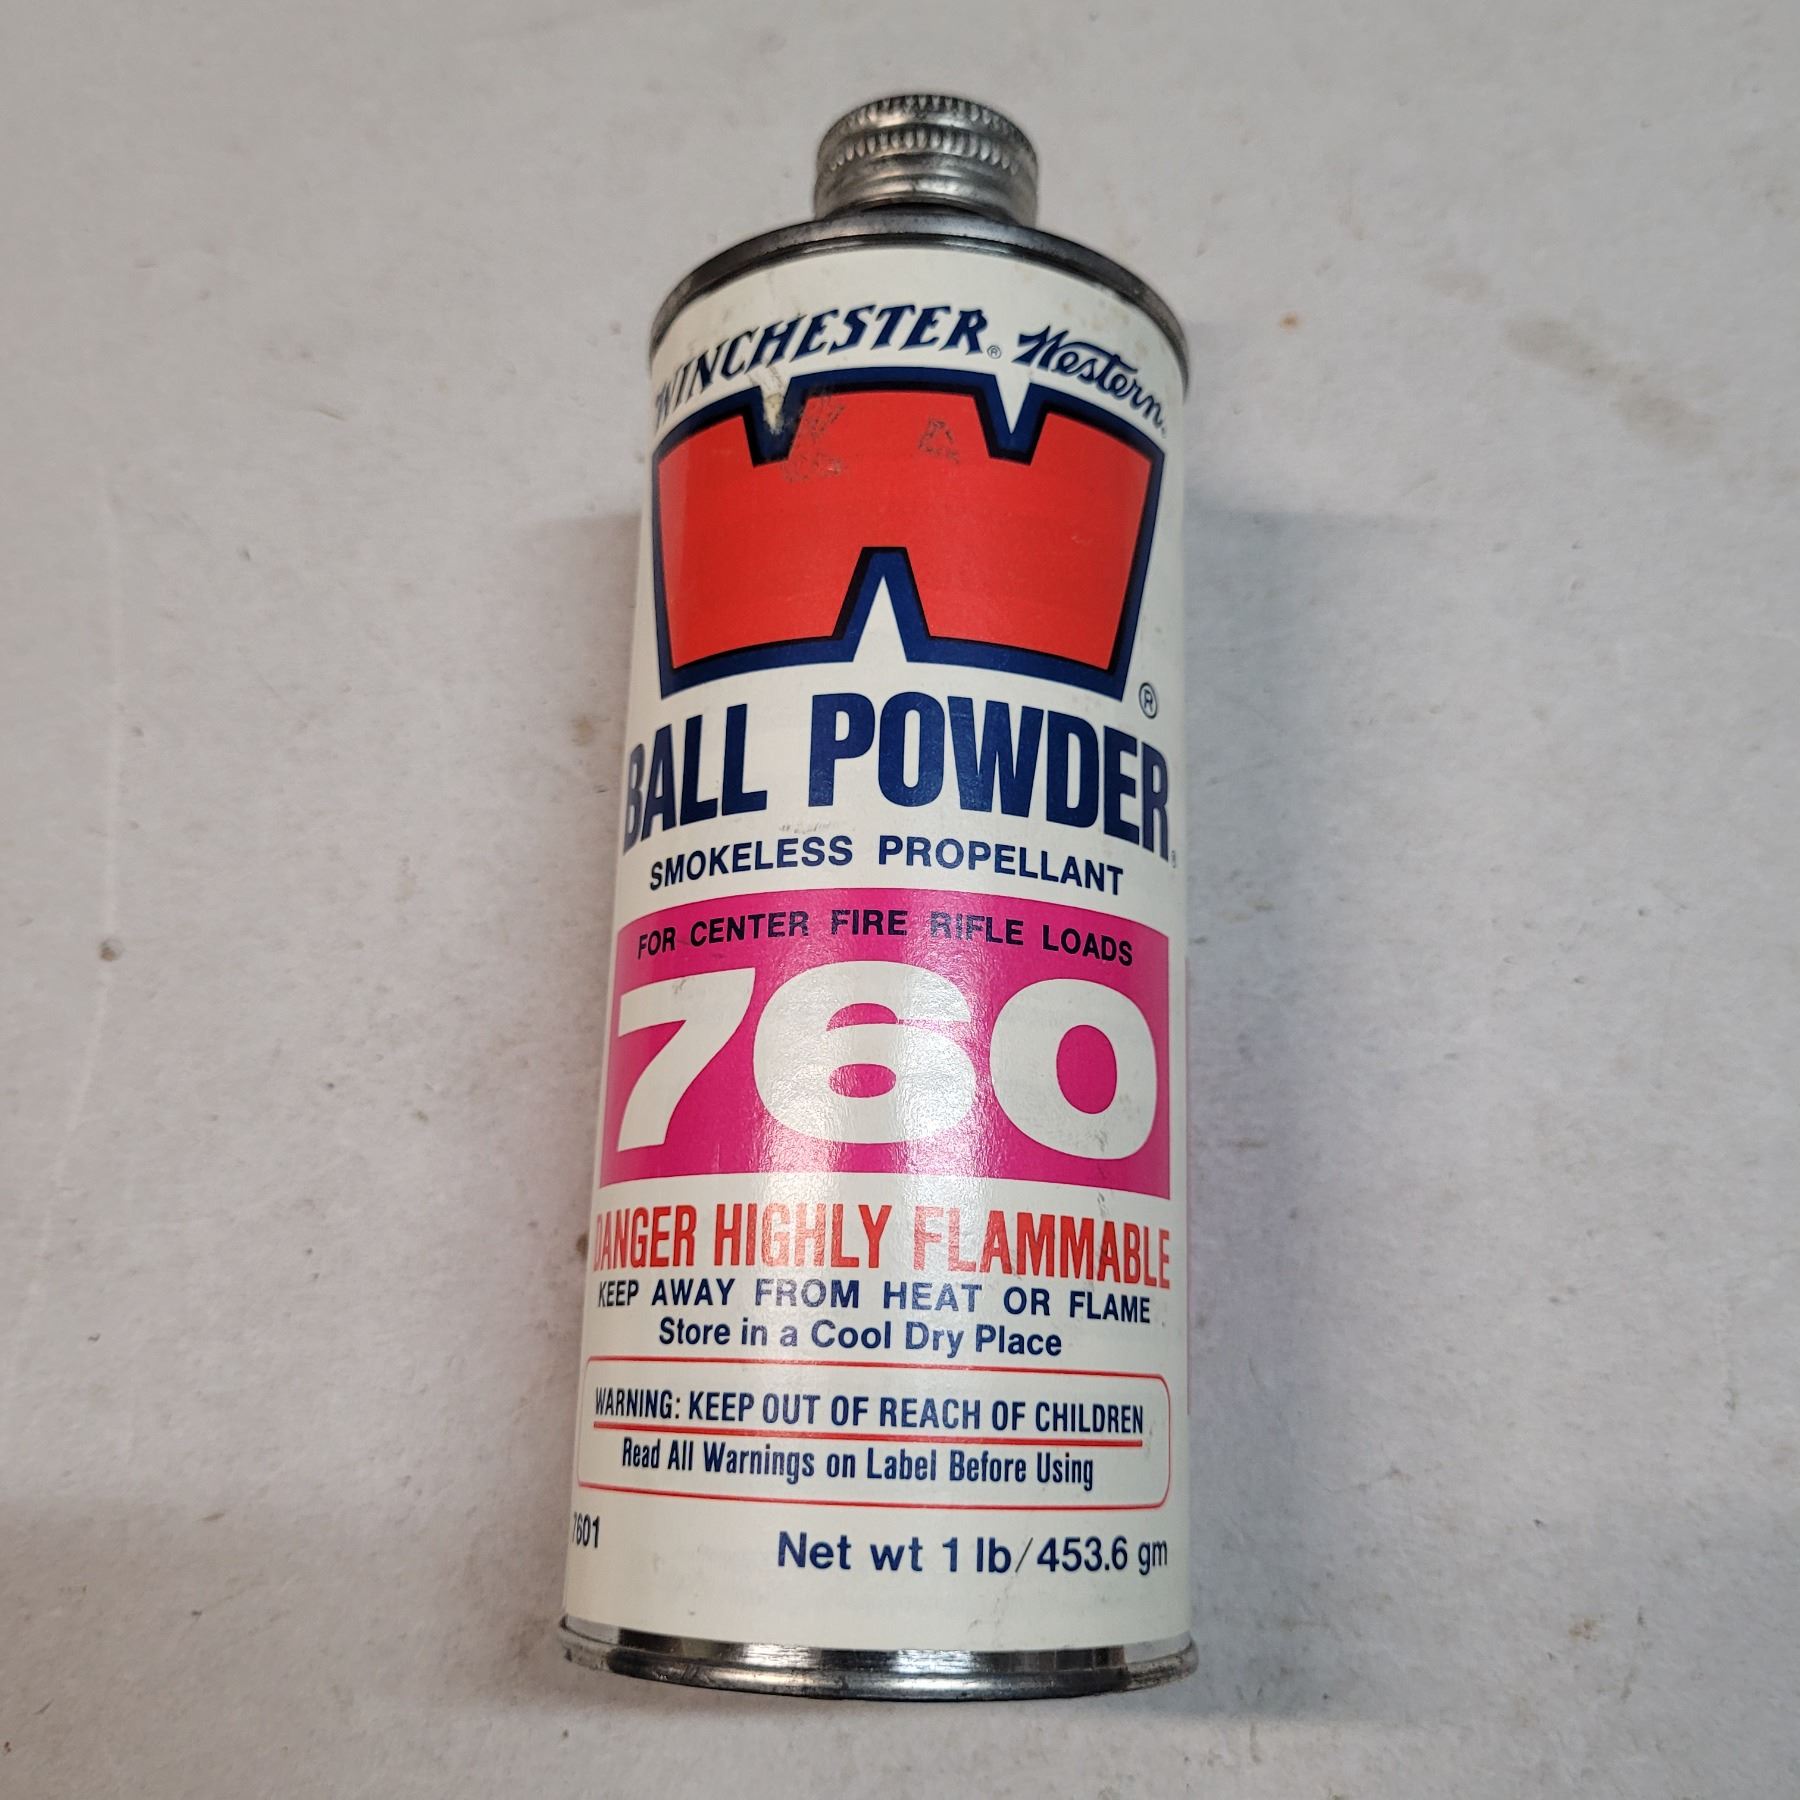 WINCHESTER® Western®
W®
BALL POWDER®
SMOKELESS PROPELLANT
FOR CENTER FIRE RIFLE LOADS
760
DANGER HIGHLY FLAMMABLE
KEEP AWAY FROM HEAT OR FLAME
Store in a Cool Dry Place
WARNING: KEEP OUT OF REACH OF CHILDREN
Read All Warnings on Label Before Using
7601
Net wt 1 lb/453.6 gm